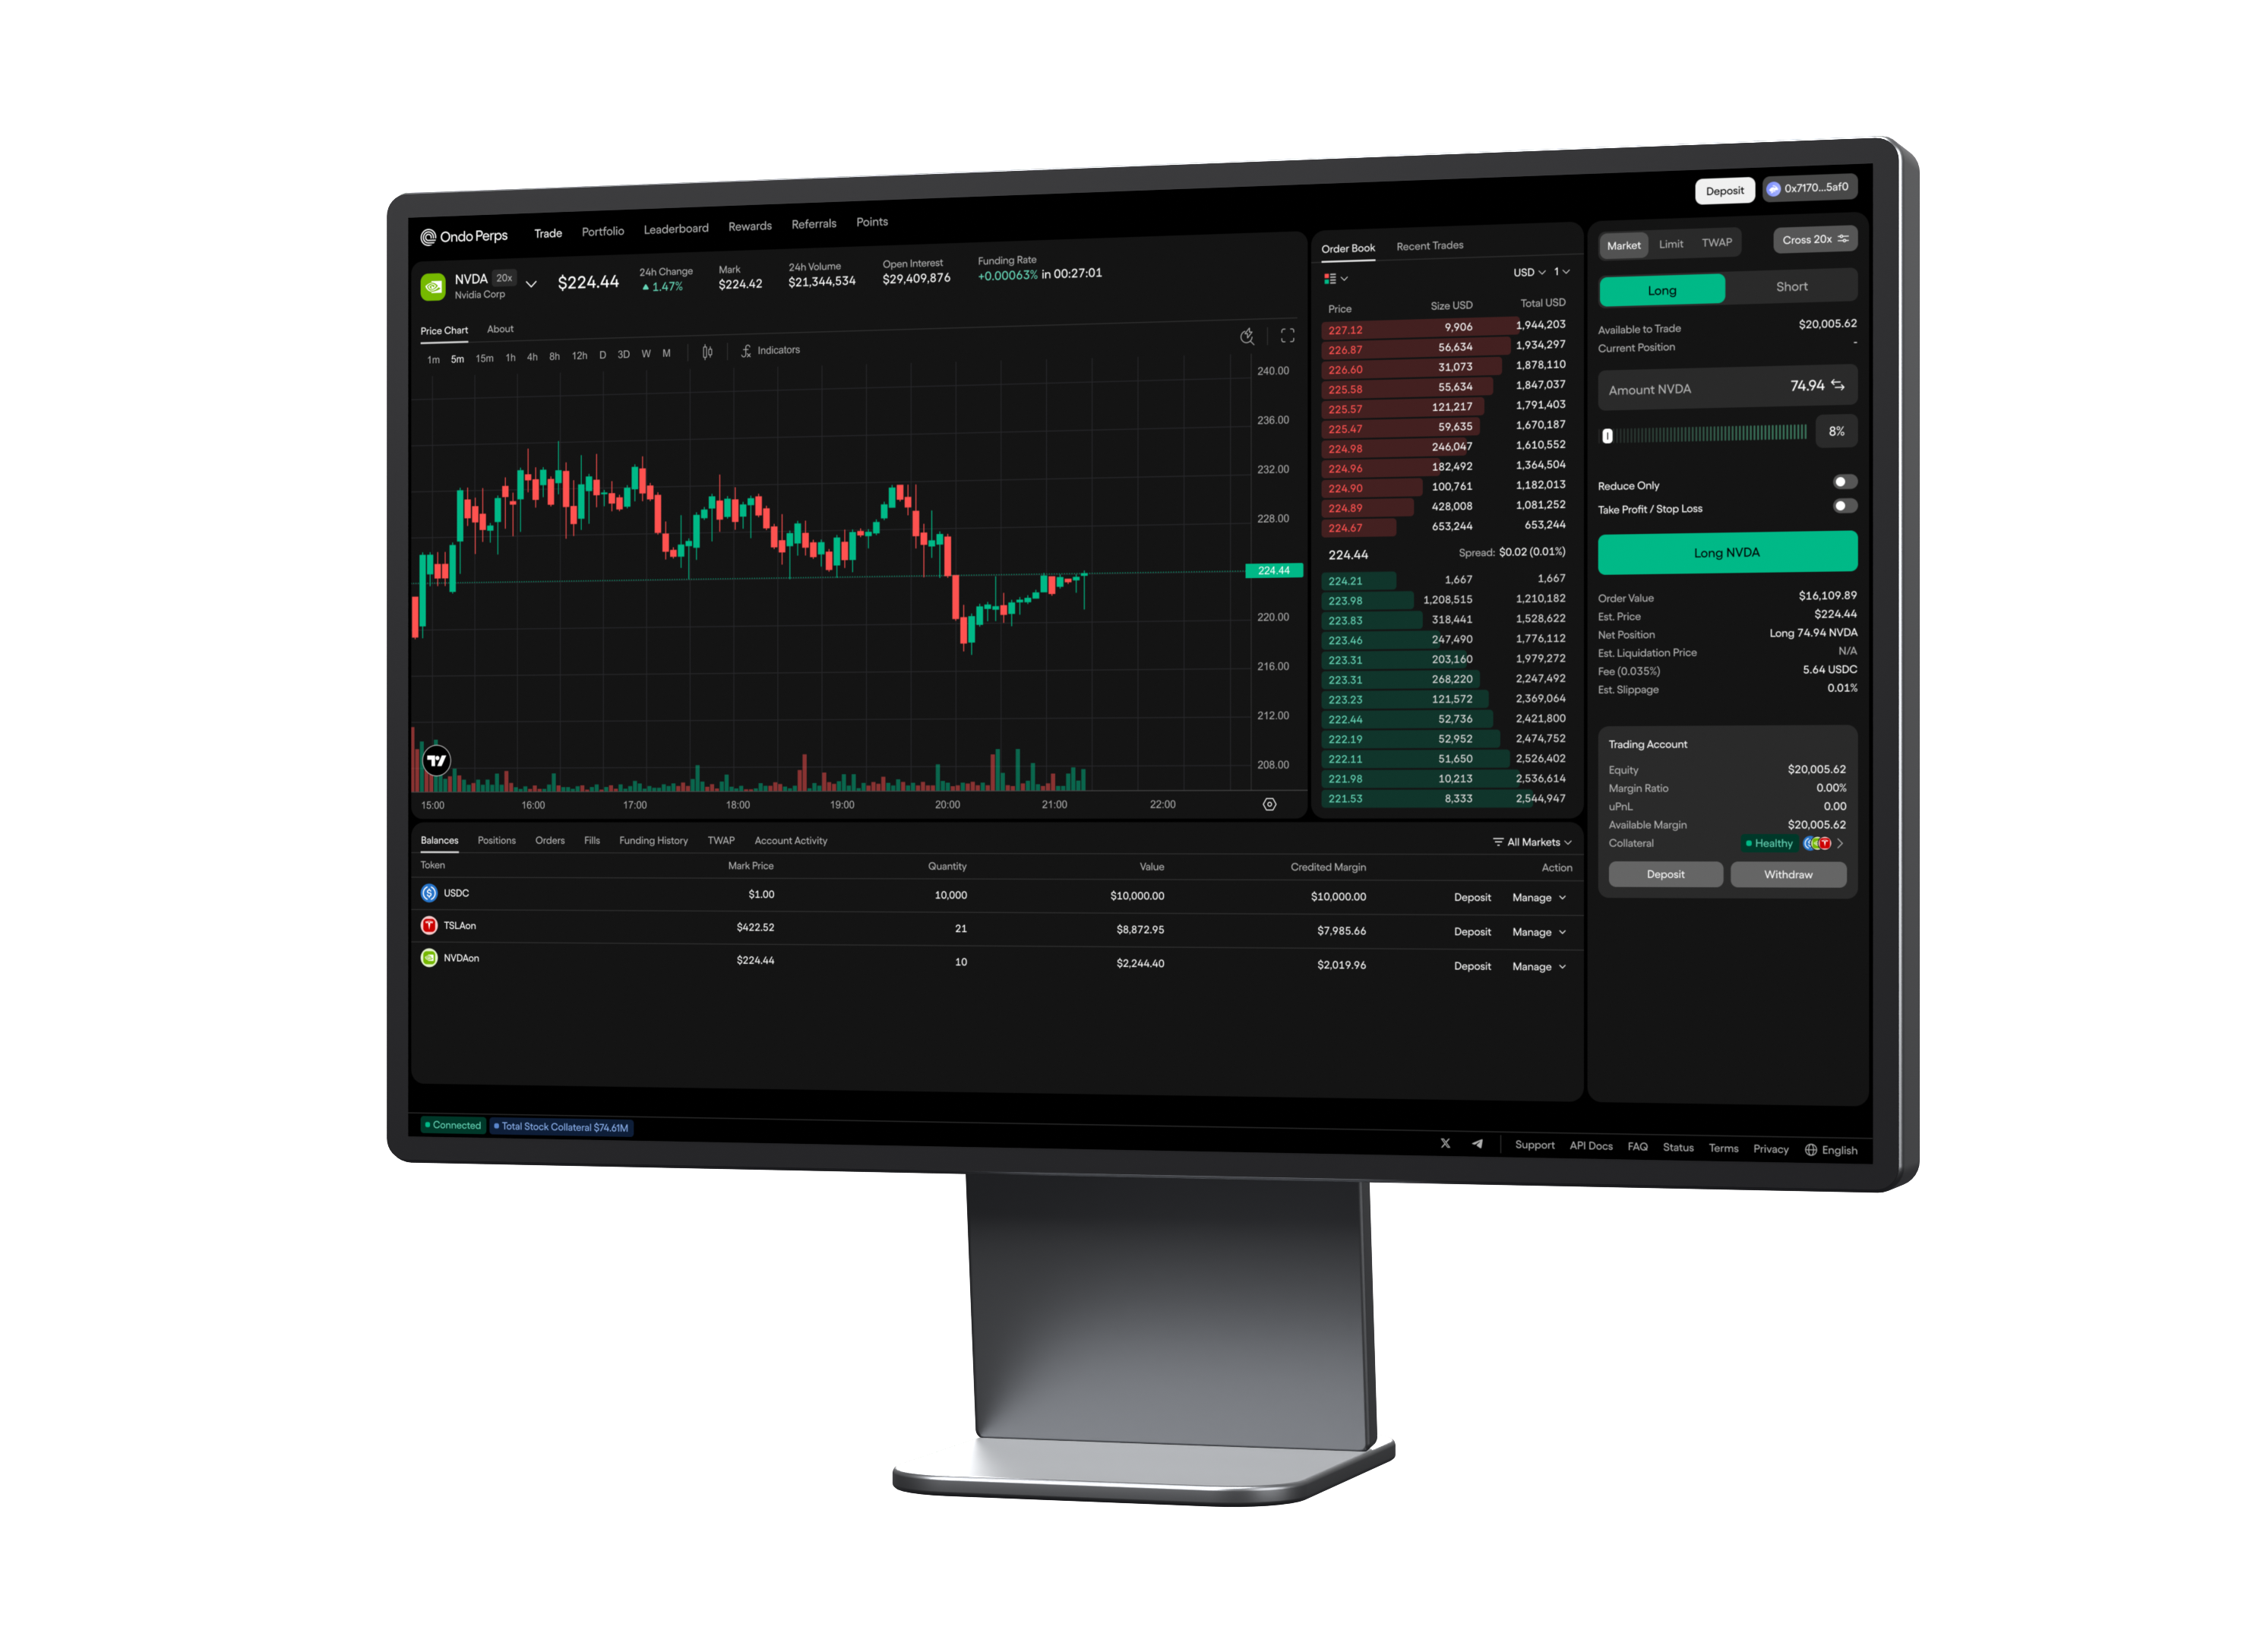 Deposit 0x7170...5af0
Ondo Perps Trade Portfolio Leaderboard Rewards Referrals Points
NVDA 20x
Nvidia Corp
$224.44
24h Change
1.47%
Mark
$224.42
24h Volume
$21,344,534
Open Interest
$29,409,876
Funding Rate
+0.00063% in 00:27:01
Price Chart About
1m 5m 15m 1h 4h 8h 12h D 3D W M Indicators
240.00
236.00
232.00
228.00
224.44
220.00
216.00
212.00
208.00
15:00 16:00 17:00 18:00 19:00 20:00 21:00 22:00
Order Book Recent Trades
USD 1
Price Size USD Total USD
227.12 9,906 1,944,203
226.87 56,634 1,934,297
226.60 31,073 1,878,110
225.58 55,634 1,847,037
225.57 121,217 1,791,403
225.47 59,635 1,670,187
224.98 246,047 1,610,552
224.96 182,492 1,364,504
224.90 100,761 1,182,013
224.89 428,008 1,081,252
224.67 653,244 653,244
224.44 Spread: $0.02 (0.01%)
224.21 1,667 1,667
223.98 1,208,515 1,210,182
223.83 318,441 1,528,622
223.46 247,490 1,776,112
223.31 203,160 1,979,272
223.31 268,220 2,247,492
223.23 121,572 2,369,064
222.44 52,736 2,421,800
222.19 52,952 2,474,752
222.11 51,650 2,526,402
221.98 10,213 2,536,614
221.53 8,333 2,544,947
Market Limit TWAP Cross 20x
Long Short
Available to Trade $20,005.62
Current Position -
Amount NVDA 74.94
8%
Reduce Only
Take Profit / Stop Loss
Long NVDA
Order Value $16,109.89
Est. Price $224.44
Net Position Long 74.94 NVDA
Est. Liquidation Price N/A
Fee (0.035%) 5.64 USDC
Est. Slippage 0.01%
Trading Account
Equity $20,005.62
Margin Ratio 0.00%
uPnL 0.00
Available Margin $20,005.62
Collateral Healthy
Deposit Withdraw
Balances Positions Orders Fills Funding History TWAP Account Activity All Markets
Token Mark Price Quantity Value Credited Margin Action
USDC $1.00 10,000 $10,000.00 $10,000.00 Deposit Manage
TSLAon $422.52 21 $8,872.95 $7,985.66 Deposit Manage
NVDAon $224.44 10 $2,244.40 $2,019.96 Deposit Manage
Connected Total Stock Collateral $74.61M
Support API Docs FAQ Status Terms Privacy English